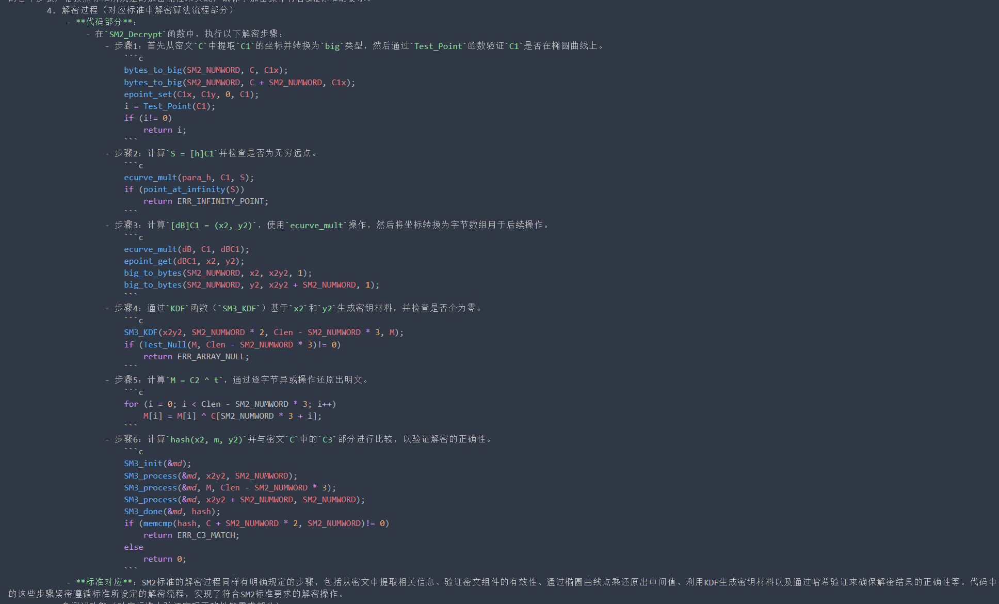 4. 解密过程（对应标准中解密算法流程部分）
- **代码部分**：
- 在`SM2_Decrypt`函数中，执行以下解密步骤：
- 步骤1：首先从密文`C`中提取`C1`的坐标并转换为`big`类型，然后通过`Test_Point`函数验证`C1`是否在椭圆曲线上。
```c
bytes_to_big(SM2_NUMWORD, C, C1x);
bytes_to_big(SM2_NUMWORD, C + SM2_NUMWORD, C1x);
epoint_set(C1x, C1y, 0, C1);
i = Test_Point(C1);
if (i!= 0)
return i;
```
- 步骤2：计算`S = [h]C1`并检查是否为无穷远点。
```c
ecurve_mult(para_h, C1, S);
if (point_at_infinity(S))
return ERR_INFINITY_POINT;
```
- 步骤3：计算`[dB]C1 = (x2, y2)`，使用`ecurve_mult`操作，然后将坐标转换为字节数组用于后续操作。
```c
ecurve_mult(dB, C1, dBC1);
epoint_get(dBC1, x2, y2);
big_to_bytes(SM2_NUMWORD, x2, x2y2, 1);
big_to_bytes(SM2_NUMWORD, y2, x2y2 + SM2_NUMWORD, 1);
```
- 步骤4：通过`KDF`函数（`SM3_KDF`）基于`x2`和`y2`生成密钥材料，并检查是否全为零。
```c
SM3_KDF(x2y2, SM2_NUMWORD * 2, Clen - SM2_NUMWORD * 3, M);
if (Test_Null(M, Clen - SM2_NUMWORD * 3)!= 0)
return ERR_ARRAY_NULL;
```
- 步骤5：计算`M = C2 ^ t`，通过逐字节异或操作还原出明文。
```c
for (i = 0; i < Clen - SM2_NUMWORD * 3; i++)
M[i] = M[i] ^ C[SM2_NUMWORD * 3 + i];
```
- 步骤6：计算`hash(x2, m, y2)`并与密文`C`中的`C3`部分进行比较，以验证解密的正确性。
```c
SM3_init(&md);
SM3_process(&md, x2y2, SM2_NUMWORD);
SM3_process(&md, M, Clen - SM2_NUMWORD * 3);
SM3_process(&md, x2y2 + SM2_NUMWORD, SM2_NUMWORD);
SM3_done(&md, hash);
if (memcmp(hash, C + SM2_NUMWORD * 2, SM2_NUMWORD)!= 0)
return ERR_C3_MATCH;
else
return 0;
```
- **标准对应**：SM2标准的解密过程同样有明确规定的步骤，包括从密文中提取相关信息、验证密文组件的有效性、通过椭圆曲线点乘还原出中间值、利用KDF生成密钥材料以及通过哈希验证来确保解密结果的正确性等。代码中
的这些步骤紧密遵循标准所设定的解密流程，实现了符合SM2标准要求的解密操作。